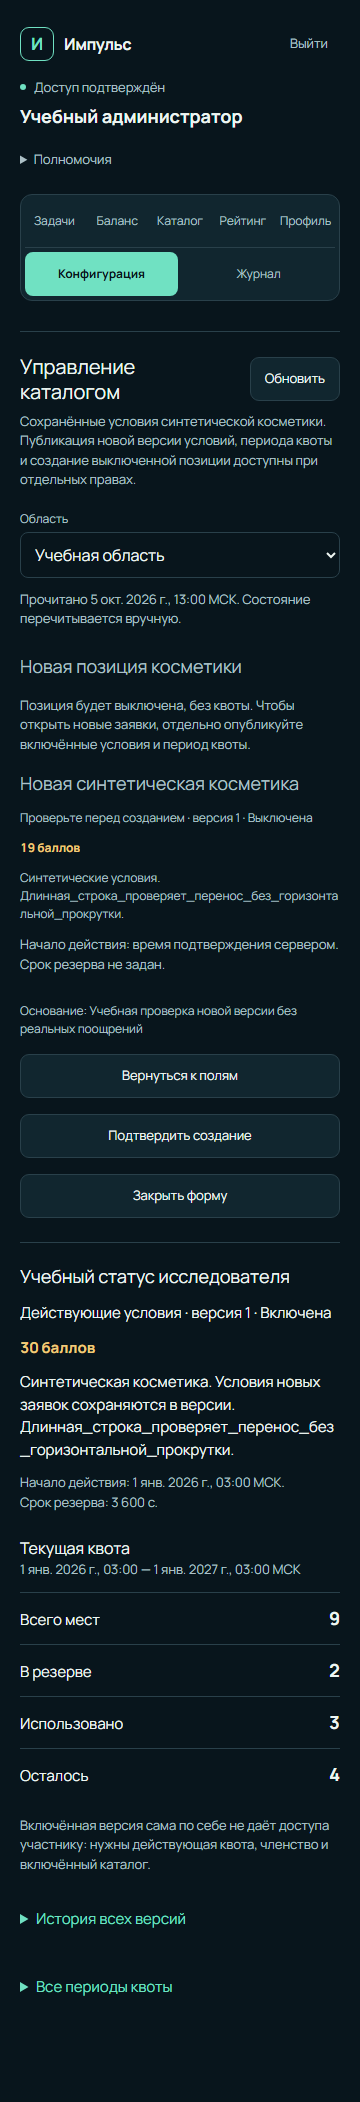 И Импульс Выйти
Доступ подтверждён
Учебный администратор
Полномочия
Задачи Баланс Каталог Рейтинг Профиль
Конфигурация Журнал
Управление
каталогом
Обновить
Сохранённые условия синтетической косметики.
Публикация новой версии условий, периода квоты
и создание выключенной позиции доступны при
отдельных правах.
Область
Учебная область
Прочитано 5 окт. 2026 г., 13:00 МСК. Состояние
перечитывается вручную.
Новая позиция косметики
Позиция будет выключена, без квоты. Чтобы
открыть новые заявки, отдельно опубликуйте
включённые условия и период квоты.
Новая синтетическая косметика
Проверьте перед созданием · версия 1 · Выключена
19 баллов
Синтетические условия.
Длинная_строка_проверяет_перенос_без_горизонта
льной_прокрутки.
Начало действия: время подтверждения сервером.
Срок резерва не задан.
Основание: Учебная проверка новой версии без
реальных поощрений
Вернуться к полям
Подтвердить создание
Закрыть форму
Учебный статус исследователя
Действующие условия · версия 1 · Включена
30 баллов
Синтетическая косметика. Условия новых
заявок сохраняются в версии.
Длинная_строка_проверяет_перенос_без
_горизонтальной_прокрутки.
Начало действия: 1 янв. 2026 г., 03:00 МСК.
Срок резерва: 3 600 с.
Текущая квота
1 янв. 2026 г., 03:00 — 1 янв. 2027 г., 03:00 МСК
Всего мест 9
В резерве 2
Использовано 3
Осталось 4
Включённая версия сама по себе не даёт доступа
участнику: нужны действующая квота, членство и
включённый каталог.
История всех версий
Все периоды квоты